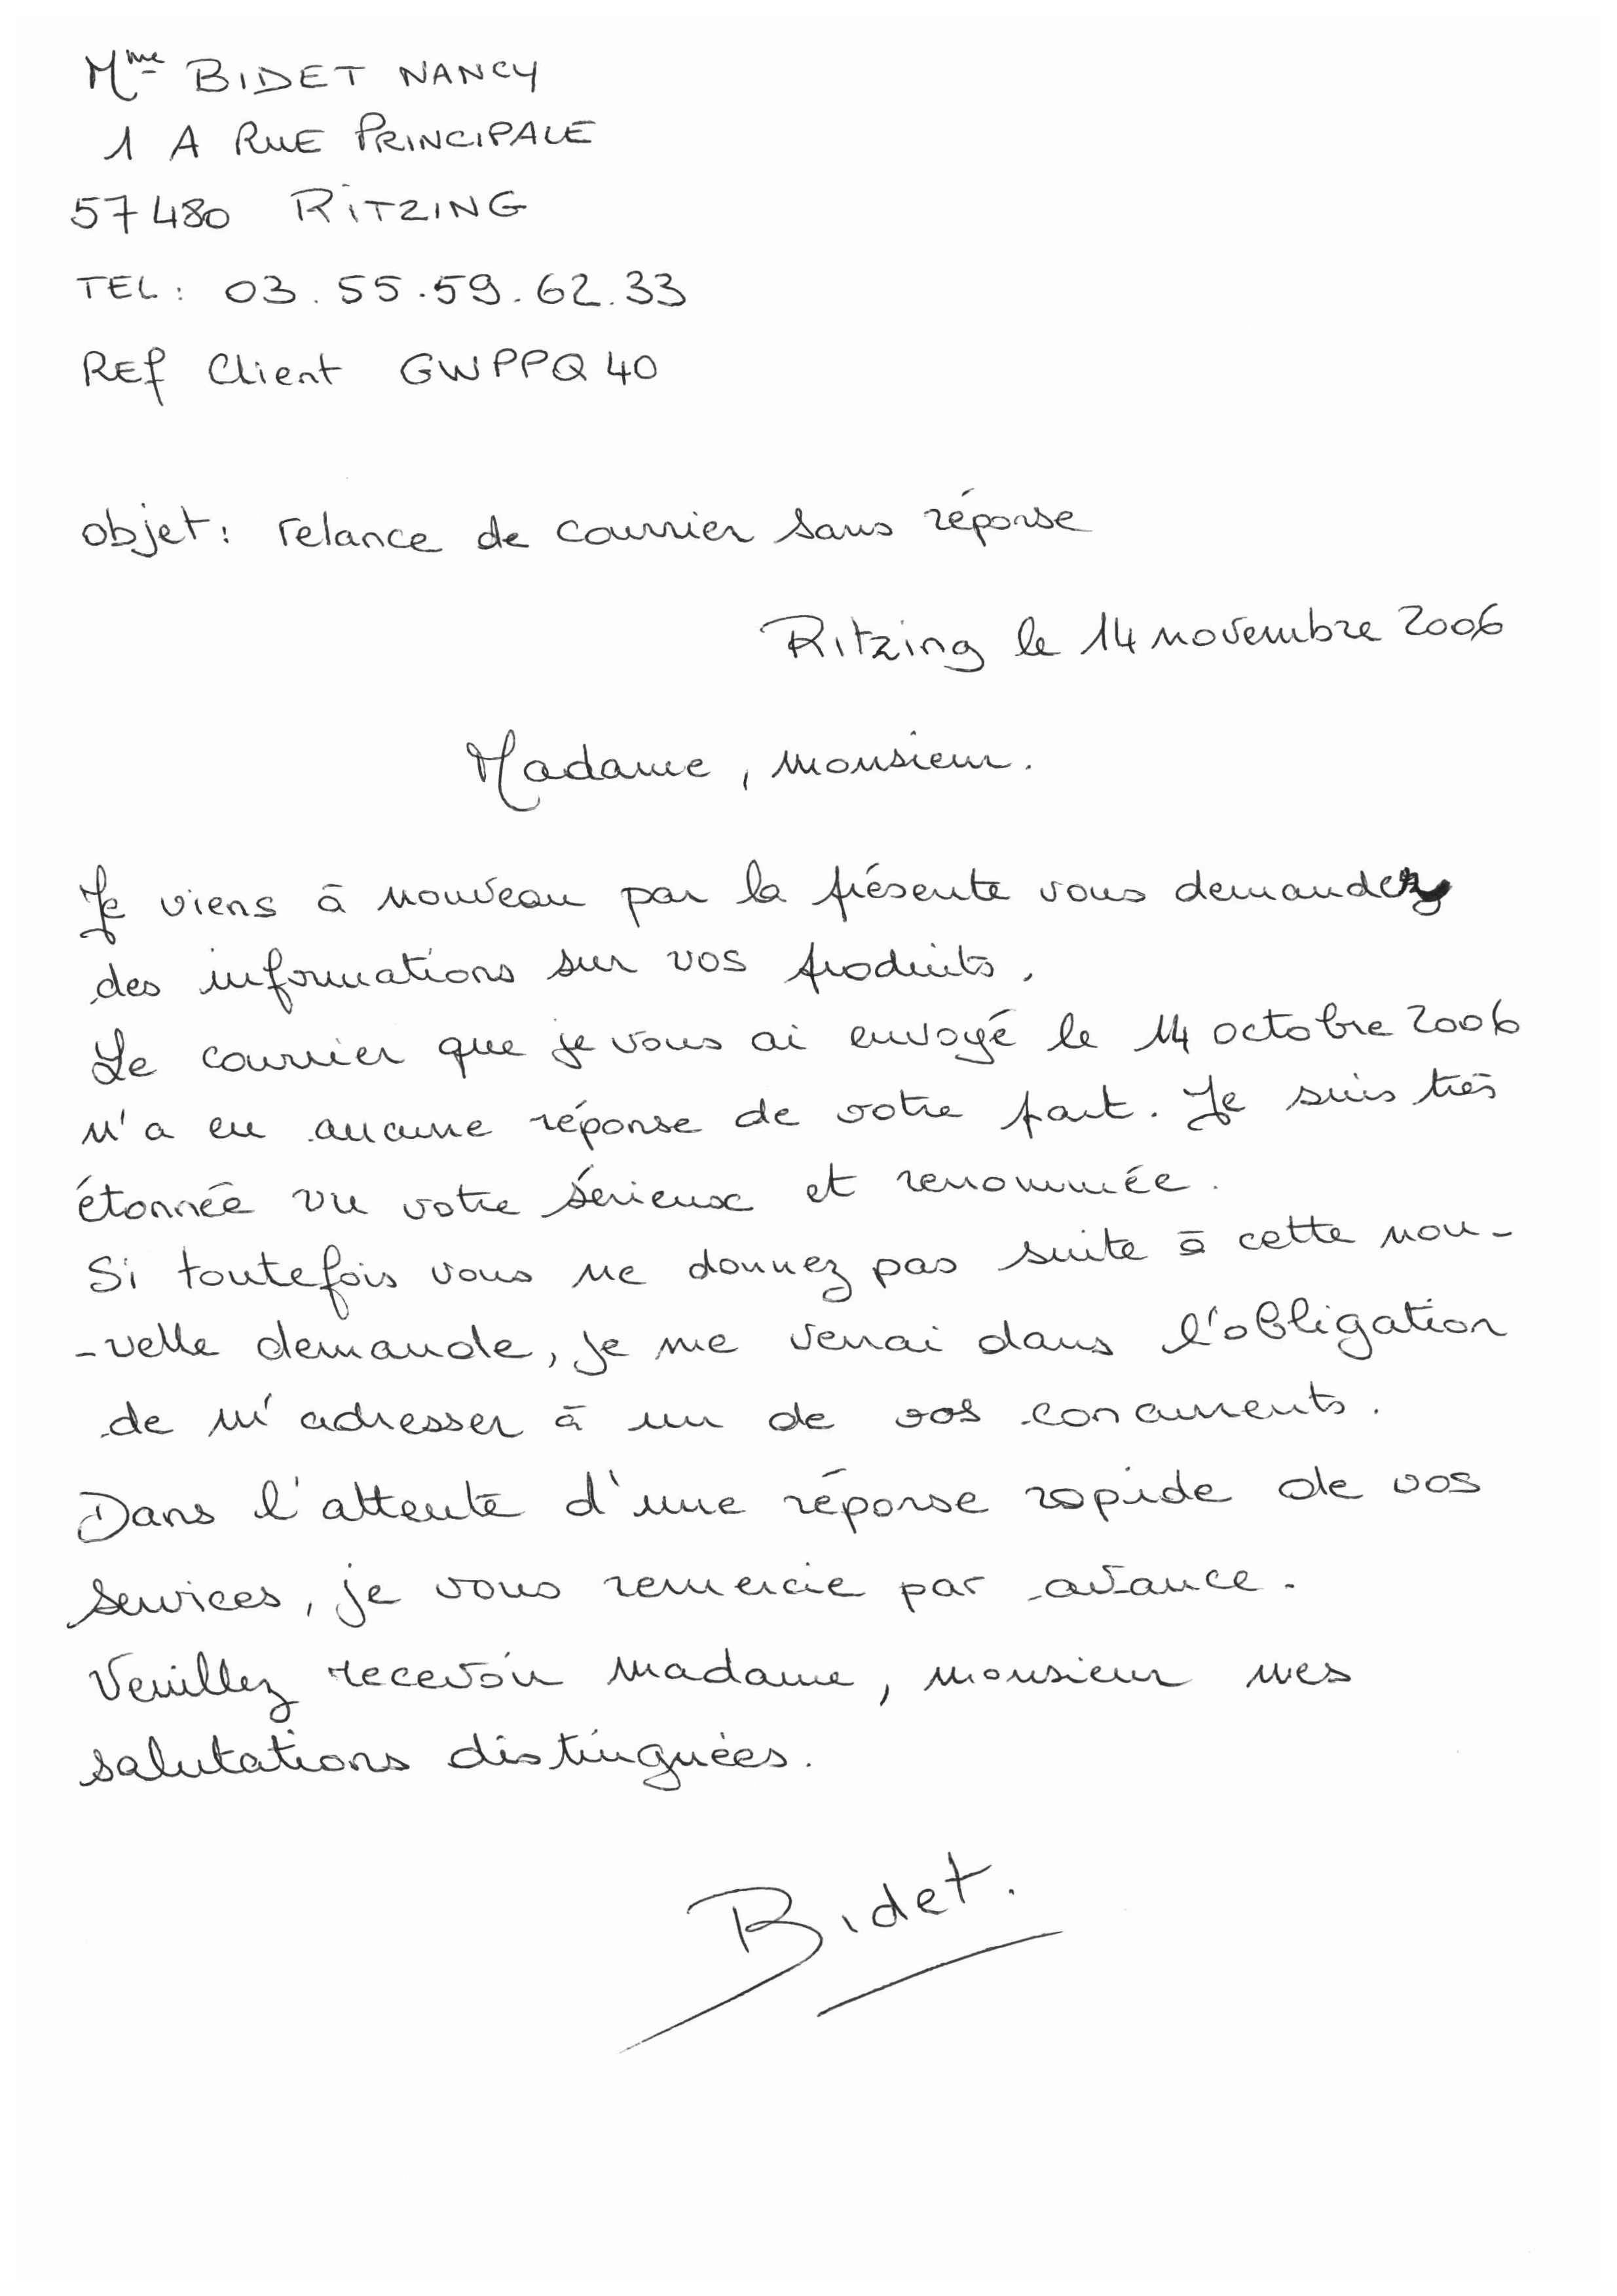 Mme BIDET NANCY
1 A RUE PRINCIPALE
57480 RITZING
TEL : 03.55.59.62.33
REf Client GWPPQ40
objet : relance de courrier sans réponse
Ritzing le 14 novembre 2006
Madame, monsieur.
Je viens à nouveau par la présente vous demander
des informations sur vos produits.
Le courrier que je vous ai envoyé le 14 octobre 2006
n'a eu aucune réponse de votre part. Je suis très
étonnée vu votre sérieux et renommée.
Si toutefois vous ne donnez pas suite à cette nou-
-velle demande, je me verrai dans l'obligation
de m'adresser à un de vos concurrents.
Dans l'attente d'une réponse rapide de vos
services, je vous remercie par avance.
Veuillez recevoir madame, monsieur mes
salutations distinguées.
Bidet.